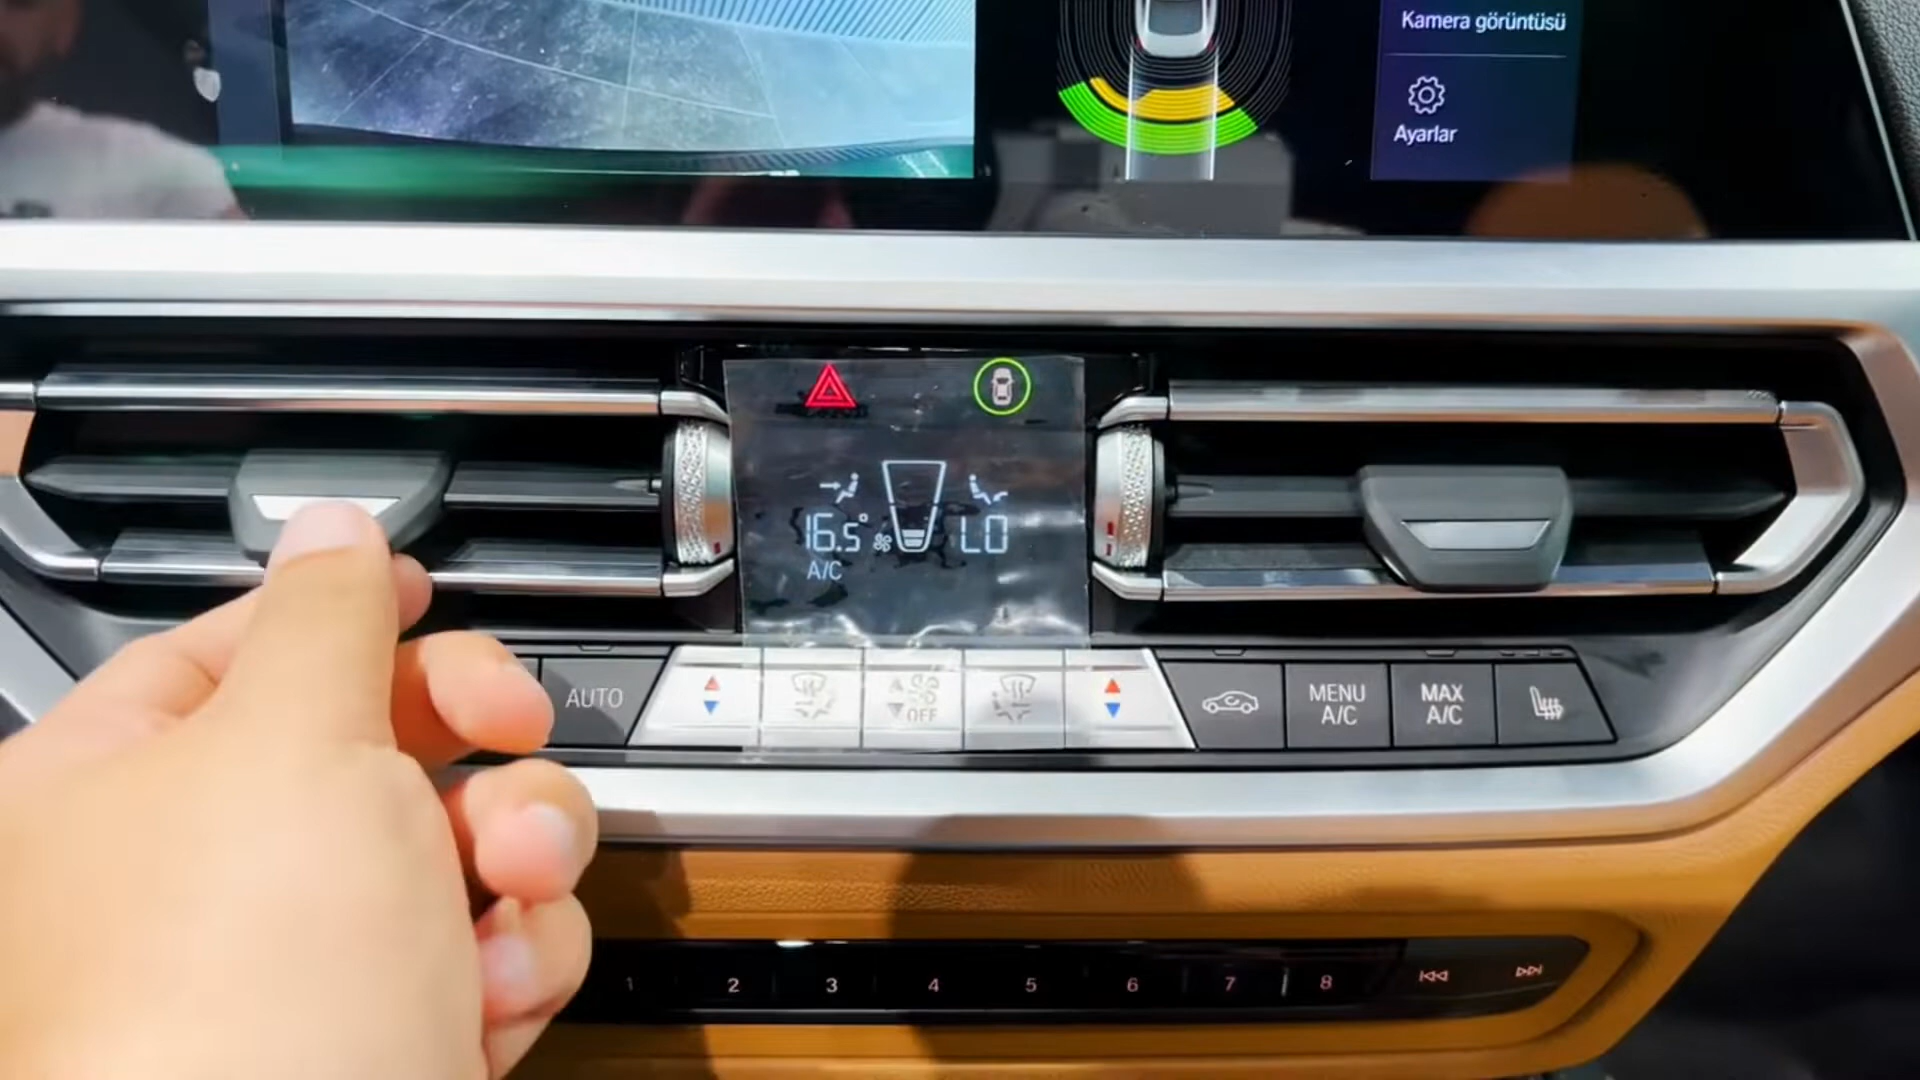 Kamera görüntüsü
Ayarlar
16.5° LO
A/C
AUTO
OFF
MENU
A/C
MAX
A/C
1 2 3 4 5 6 7 8